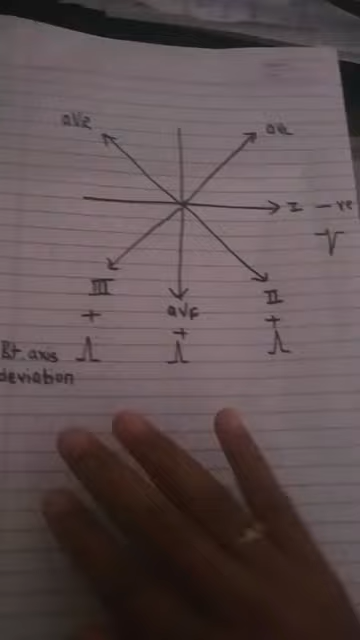 aVR
aVL
I - ve
III
aVF
II
+
+
+
Rt axis
deviation